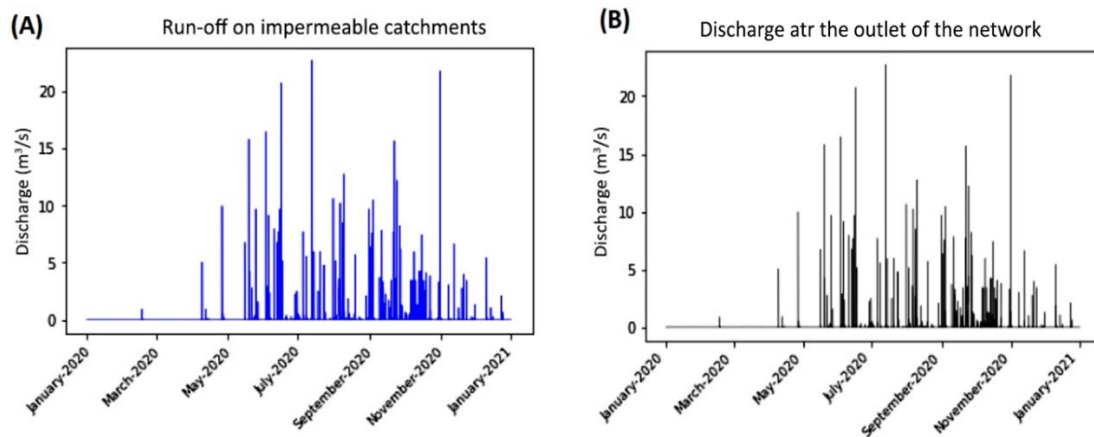 (A)
Run-off on impermeable catchments
Discharge (m³/s)
20
15
10
5
0
January-2020
March-2020
May-2020
July-2020
September-2020
November-2020
January-2021
(B)
Discharge atr the outlet of the network
Discharge (m³/s)
20
15
10
5
0
January-2020
March-2020
May-2020
July-2020
September-2020
November-2020
January-2021